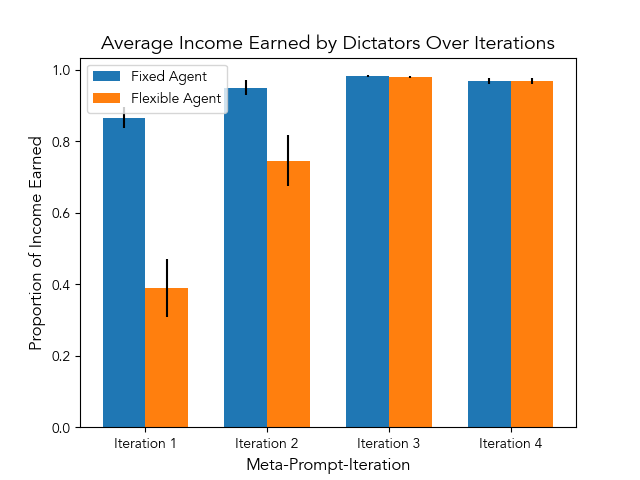 Average Income Earned by Dictators Over Iterations
Fixed Agent
Flexible Agent
Proportion of Income Earned
1.0
0.8
0.6
0.4
0.2
0.0
Iteration 1
Iteration 2
Iteration 3
Iteration 4
Meta-Prompt-Iteration